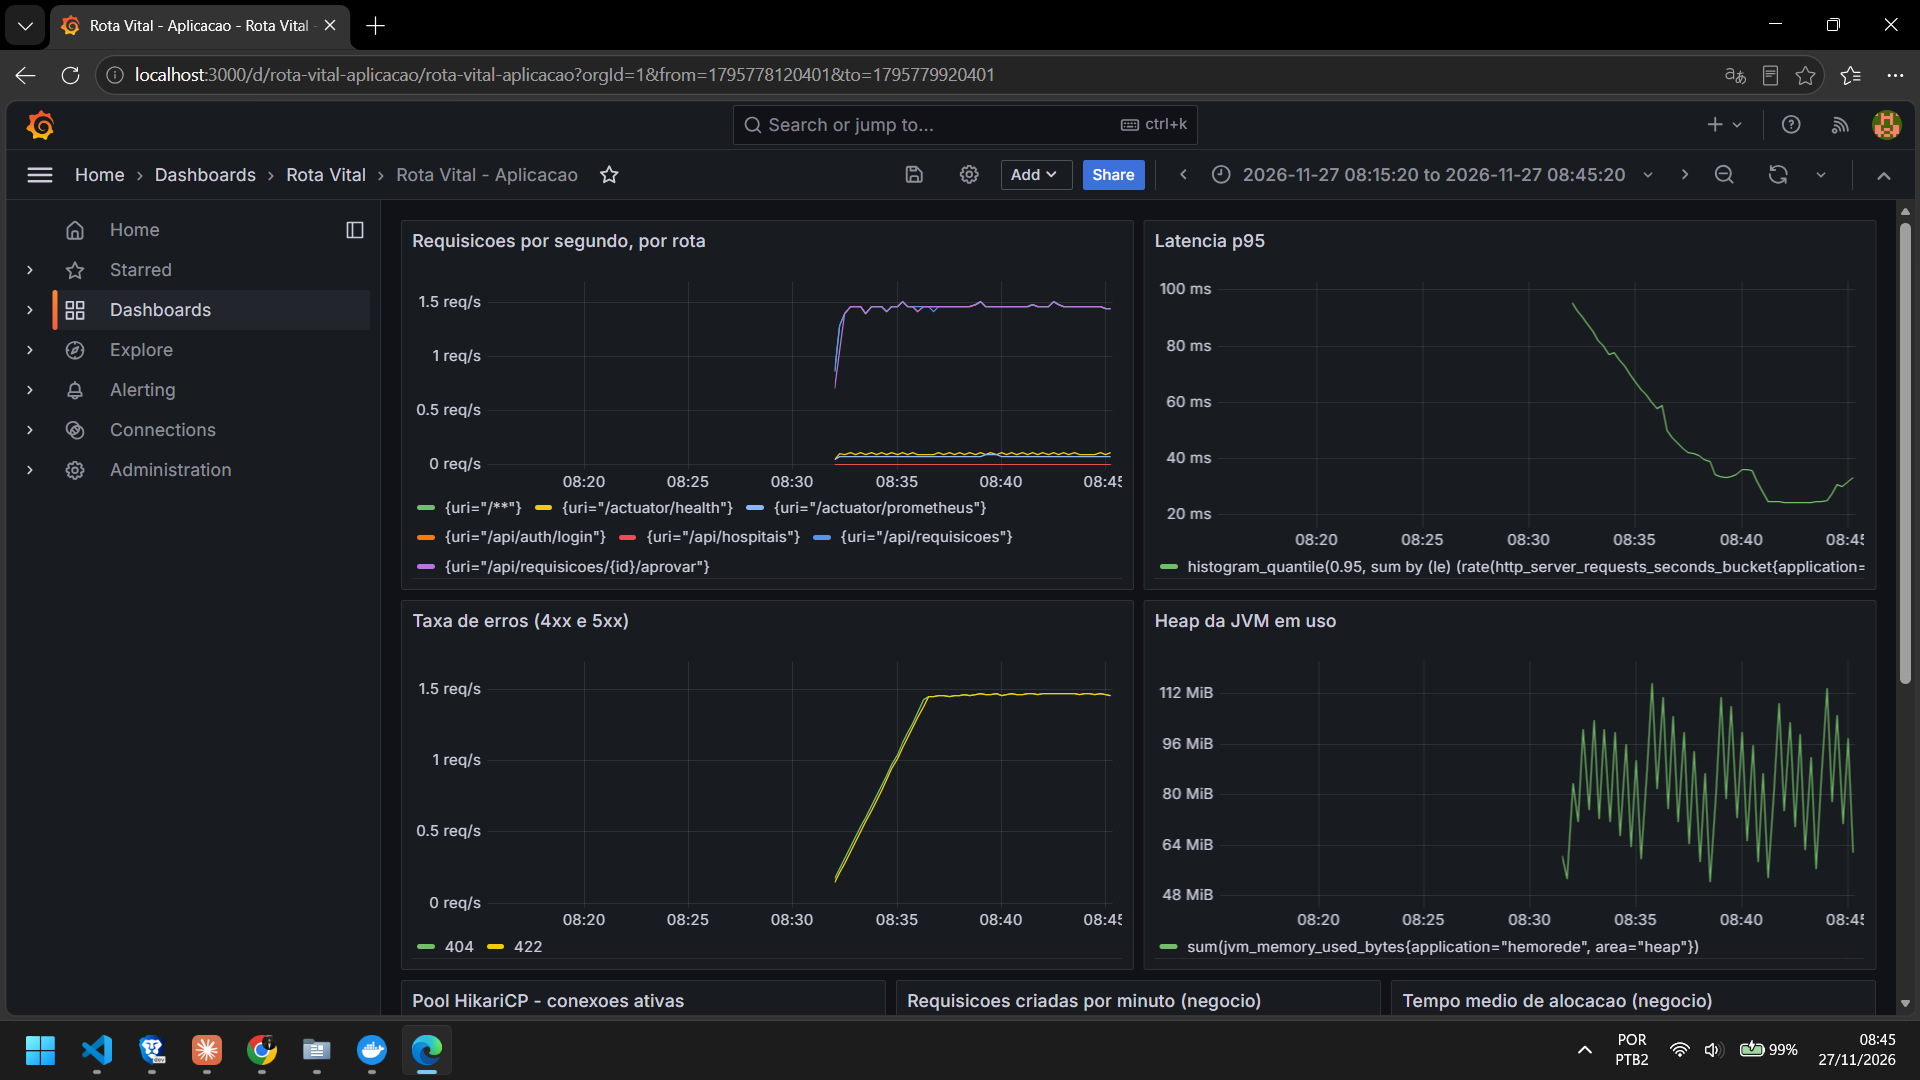 Rota Vital - Aplicacao - Rota Vital -
localhost:3000/d/rota-vital-aplicacao/rota-vital-aplicacao?orgId=1&from=1795778120401&to=1795779920401
Search or jump to... ctrl+k
Home › Dashboards › Rota Vital › Rota Vital - Aplicacao
Add
Share
2026-11-27 08:15:20 to 2026-11-27 08:45:20
Home
Starred
Dashboards
Explore
Alerting
Connections
Administration
Requisicoes por segundo, por rota
1.5 req/s
1 req/s
0.5 req/s
0 req/s
08:20 08:25 08:30 08:35 08:40 08:45
{uri="/**"} {uri="/actuator/health"} {uri="/actuator/prometheus"}
{uri="/api/auth/login"} {uri="/api/hospitais"} {uri="/api/requisicoes"}
{uri="/api/requisicoes/{id}/aprovar"}
Latencia p95
100 ms
80 ms
60 ms
40 ms
20 ms
08:20 08:25 08:30 08:35 08:40 08:45
histogram_quantile(0.95, sum by (le) (rate(http_server_requests_seconds_bucket{application=
Taxa de erros (4xx e 5xx)
1.5 req/s
1 req/s
0.5 req/s
0 req/s
08:20 08:25 08:30 08:35 08:40 08:45
404 422
Heap da JVM em uso
112 MiB
96 MiB
80 MiB
64 MiB
48 MiB
08:20 08:25 08:30 08:35 08:40 08:45
sum(jvm_memory_used_bytes{application="hemorede", area="heap"})
Pool HikariCP - conexoes ativas
Requisicoes criadas por minuto (negocio)
Tempo medio de alocacao (negocio)
dev
POR
PTB2
99%
08:45
27/11/2026